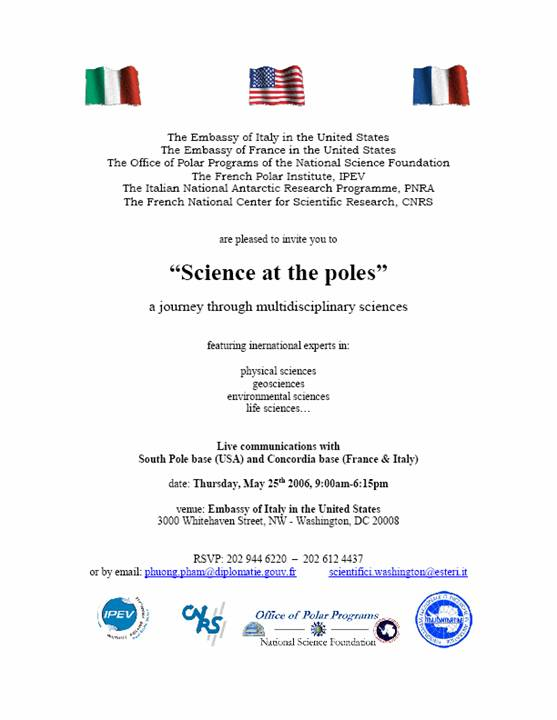 The Embassy of Italy in the United States
The Embassy of France in the United States
The Office of Polar Programs of the National Science Foundation
The French Polar Institute, IPEV
The Italian National Antarctic Research Programme, PNRA
The French National Center for Scientific Research, CNRS
are pleased to invite you to
“Science at the poles”
a journey through multidisciplinary sciences
featuring inernational experts in:
physical sciences
geosciences
environmental sciences
life sciences…
Live communications with
South Pole base (USA) and Concordia base (France & Italy)
date: Thursday, May 25th 2006, 9:00am-6:15pm
venue: Embassy of Italy in the United States
3000 Whitehaven Street, NW - Washington, DC 20008
RSVP: 202 944 6220 – 202 612 4437
or by email: phuong.pham@diplomatie.gouv.fr scientifici.washington@esteri.it
IPEV
CNRS
Office of Polar Programs
National Science Foundation